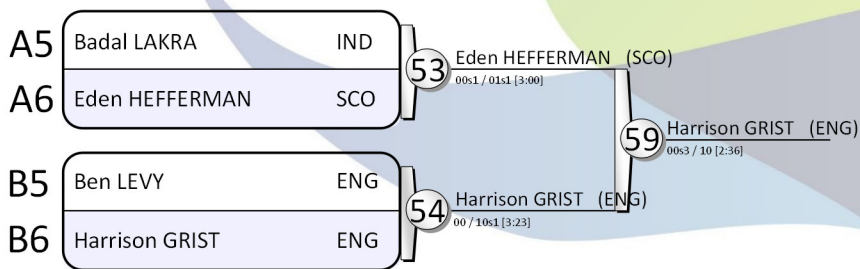 A5 Badal LAKRA IND
A6 Eden HEFFERMAN SCO
53 Eden HEFFERMAN (SCO)
00s1 / 01s1 [3:00]
B5 Ben LEVY ENG
B6 Harrison GRIST ENG
54 Harrison GRIST (ENG)
00 / 10s1 [3:23]
59 Harrison GRIST (ENG)
00s3 / 10 [2:36]